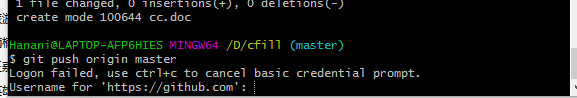 1 file changed, 0 insertions(+), 0 deletions(-)
create mode 100644 cc.doc
Hanani@LAPTOP-AFP6HIES MINGW64 /D/cfill (master)
$ git push origin master
Logon failed, use ctrl+c to cancel basic credential prompt.
Username for 'https://github.com':